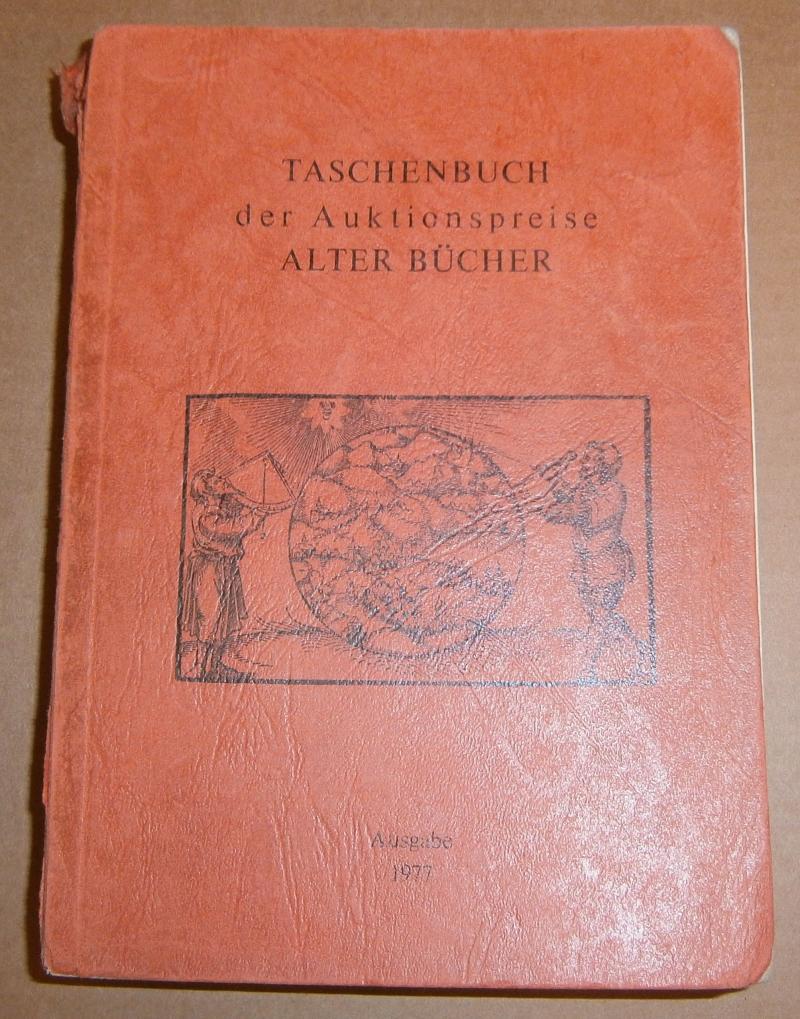 TASCHENBUCH
der Auktionspreise
ALTER BÜCHER
Ausgabe
1977